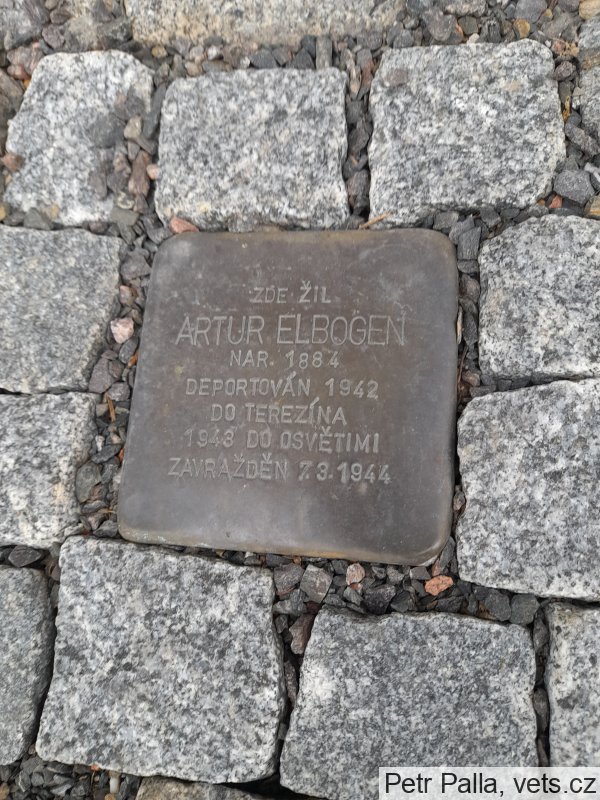 ZDE ŽIL
ARTUR ELBOGEN
NAR. 1884
DEPORTOVÁN 1942
DO TEREZÍNA
1943 DO OSVĚTIMI
ZAVRAŽDĚN 7.3.1944
Petr Palla, vets.cz